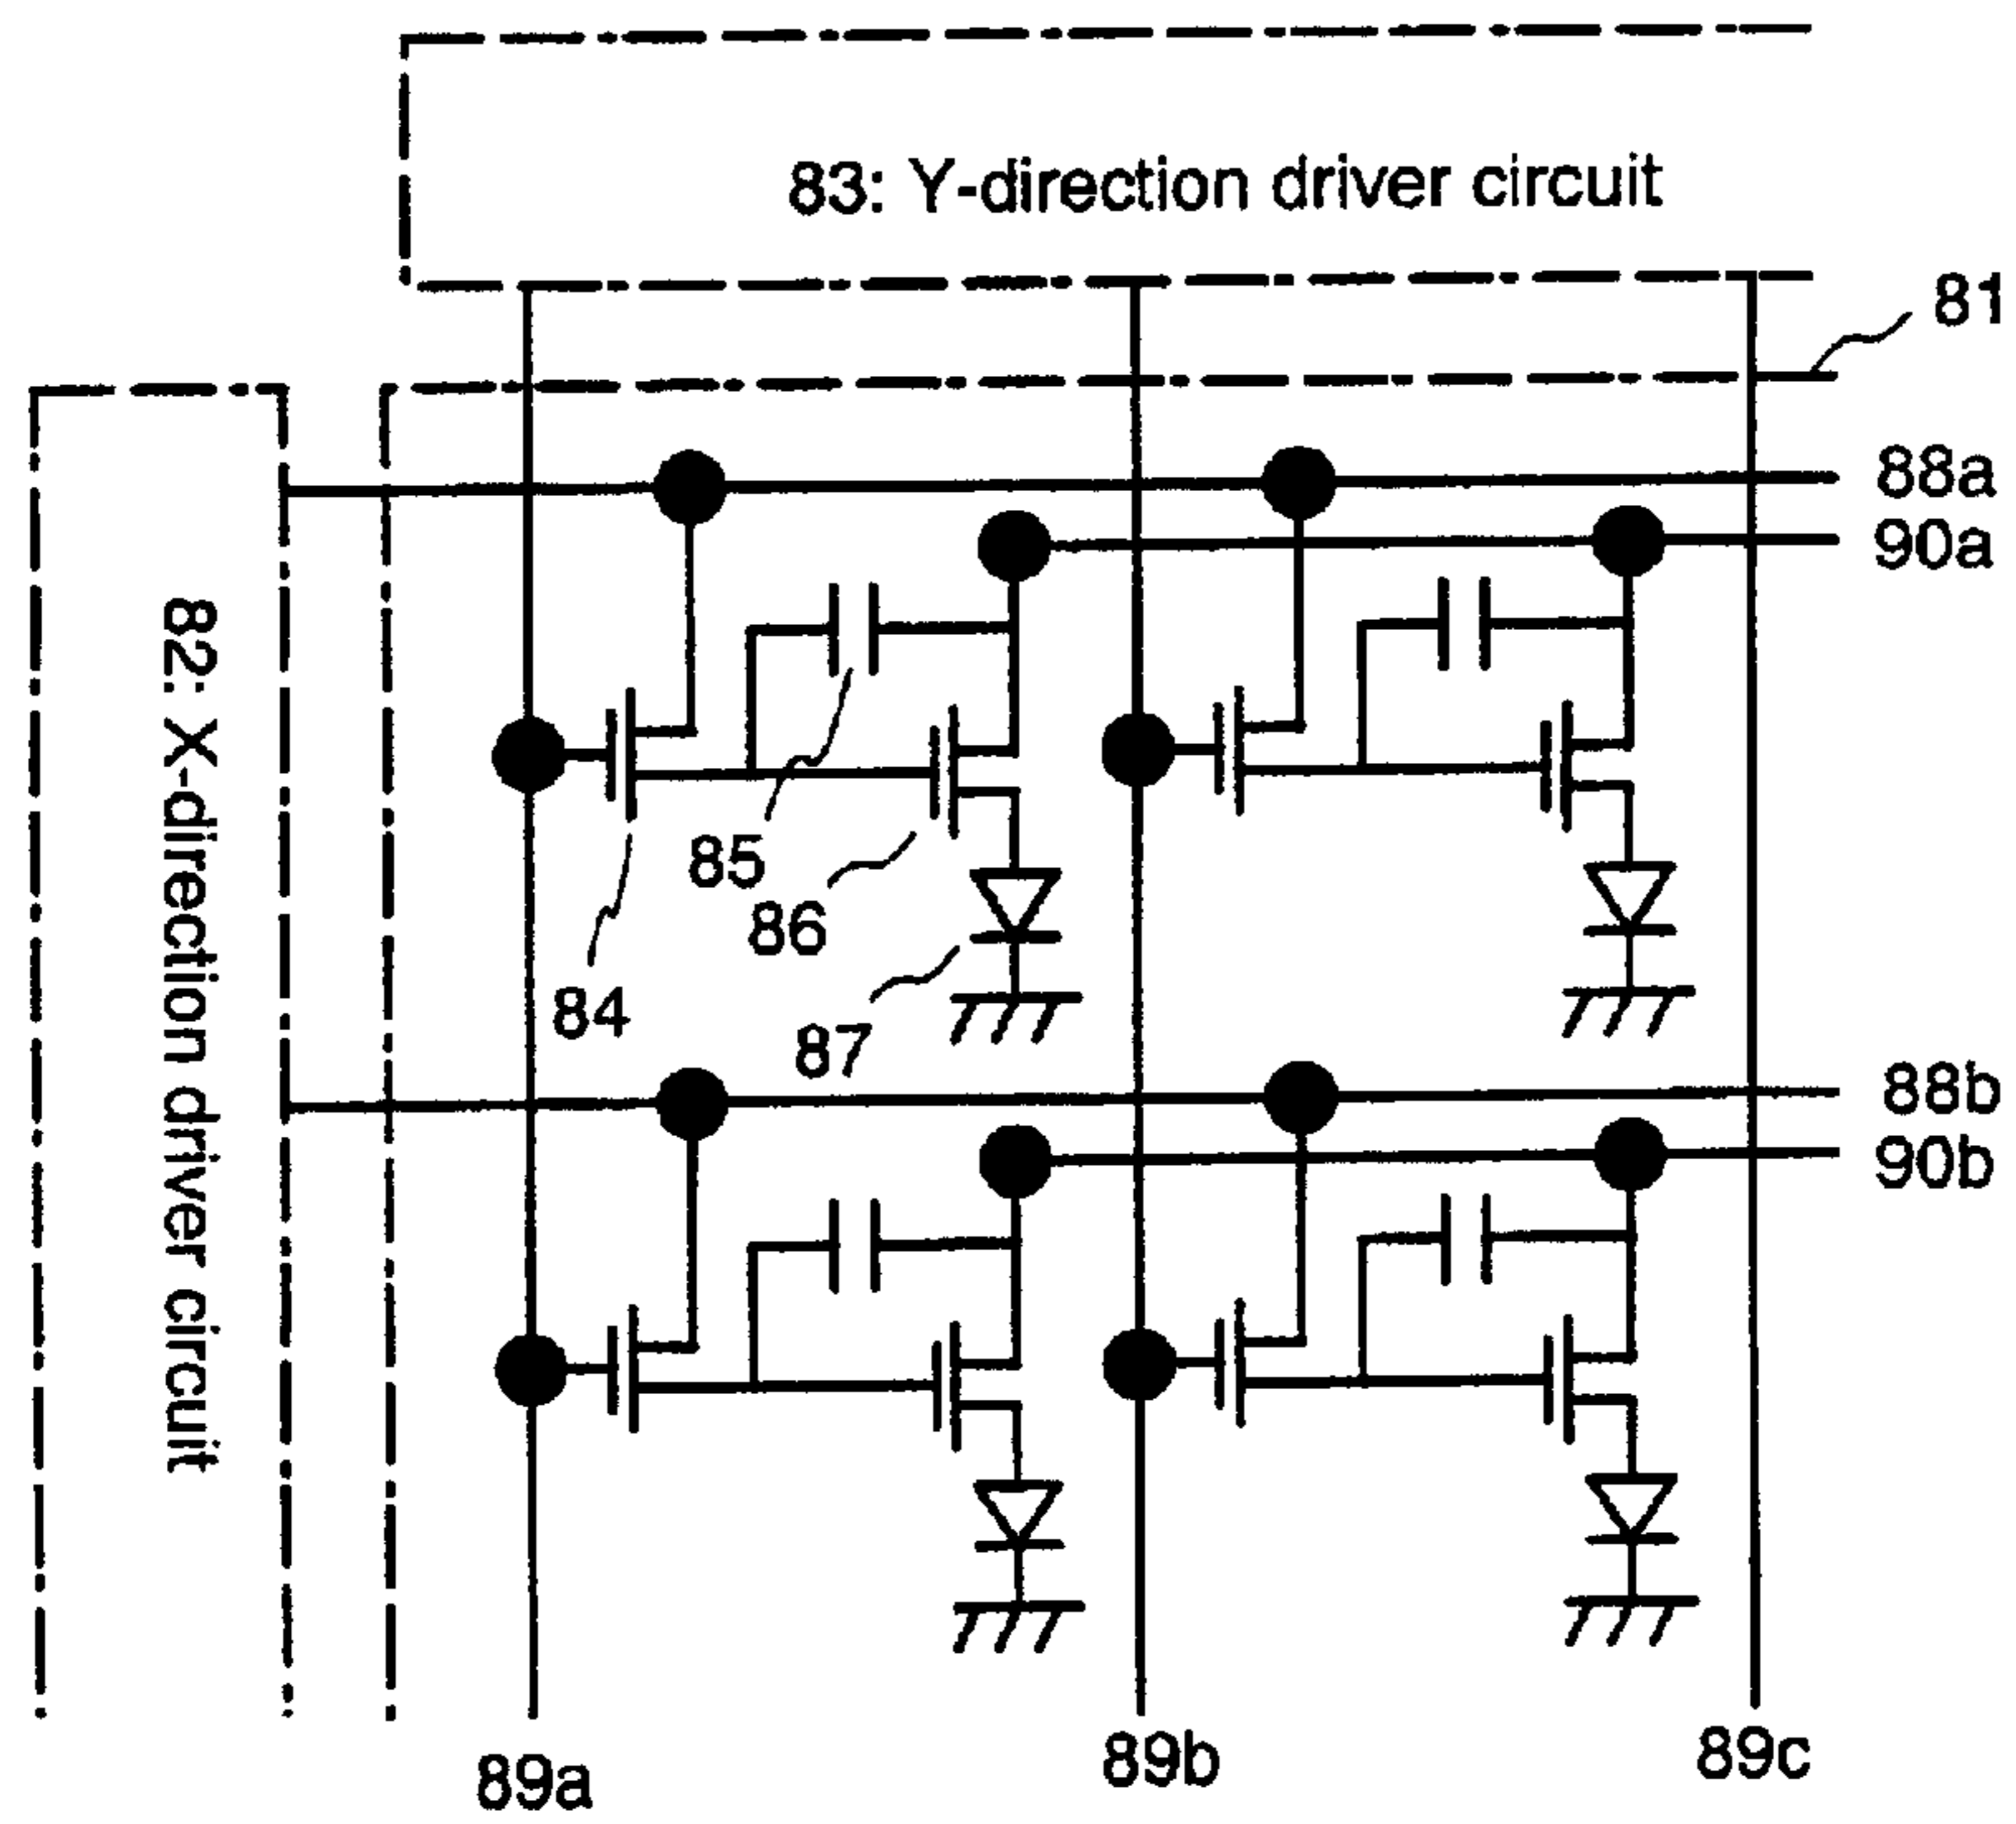 83: Y-direction driver circuit
81
88a
90a
82: X-direction driver circuit
85
86
84
87
88b
90b
89a
89b
89c